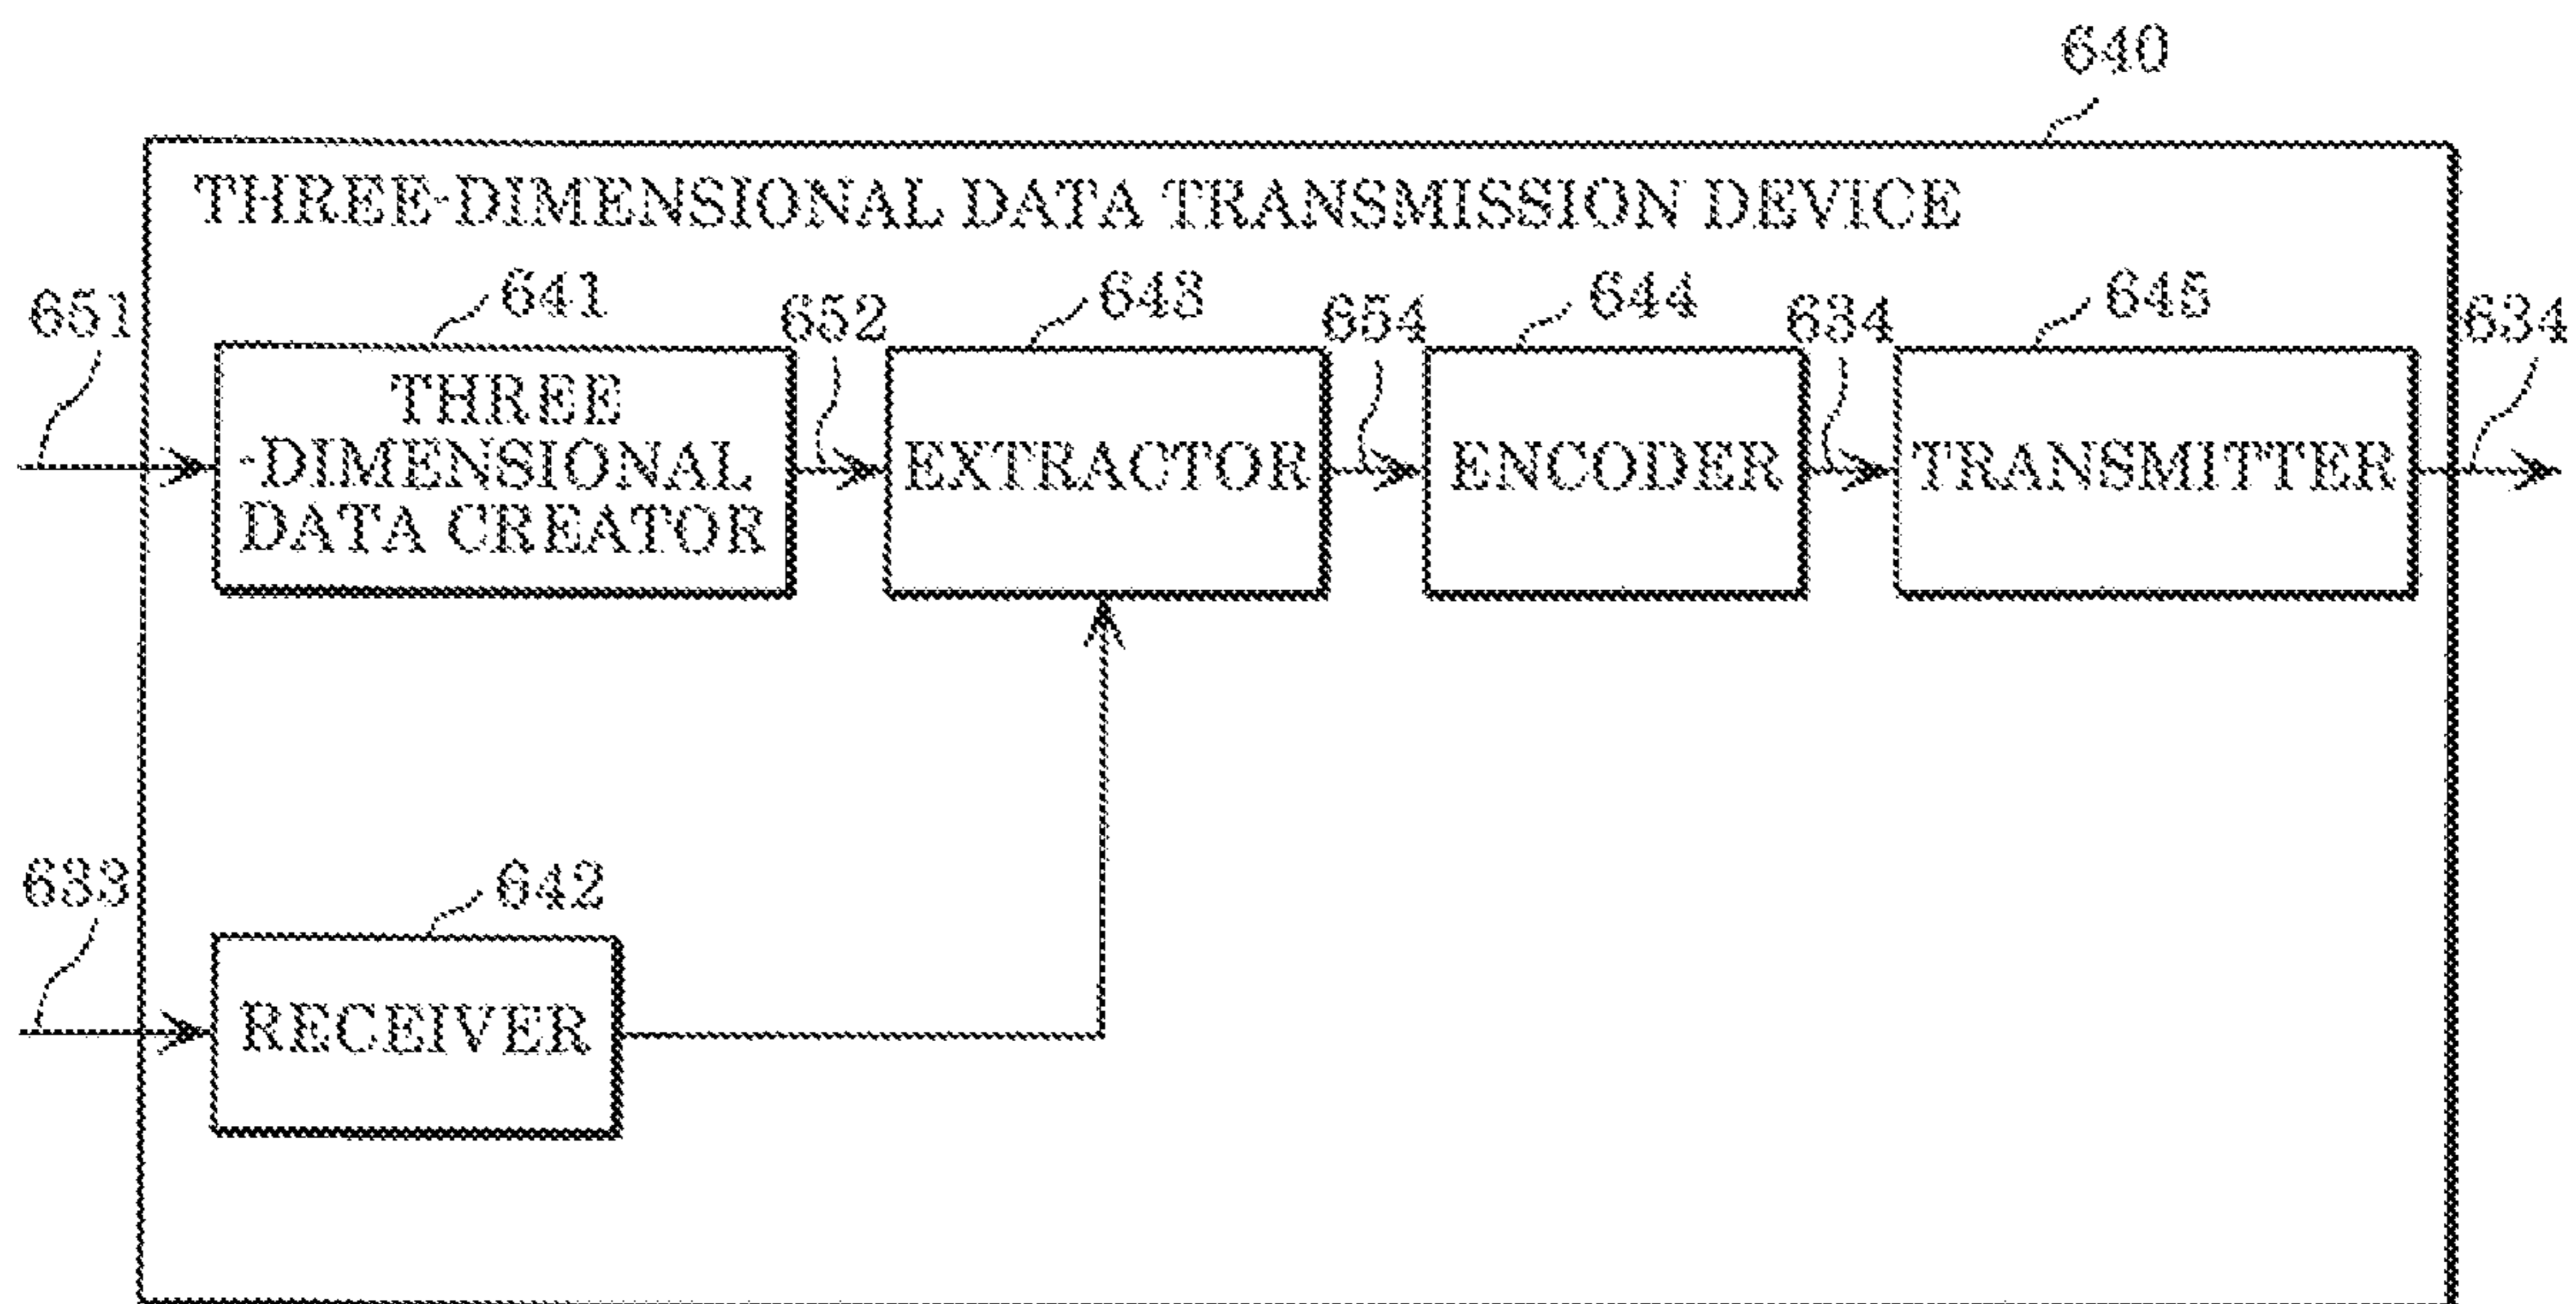 640
THREE-DIMENSIONAL DATA TRANSMISSION DEVICE
651
641
652
643
654
644
634
645
634
THREE
-DIMENSIONAL
DATA CREATOR
EXTRACTOR
ENCODER
TRANSMITTER
633
642
RECEIVER